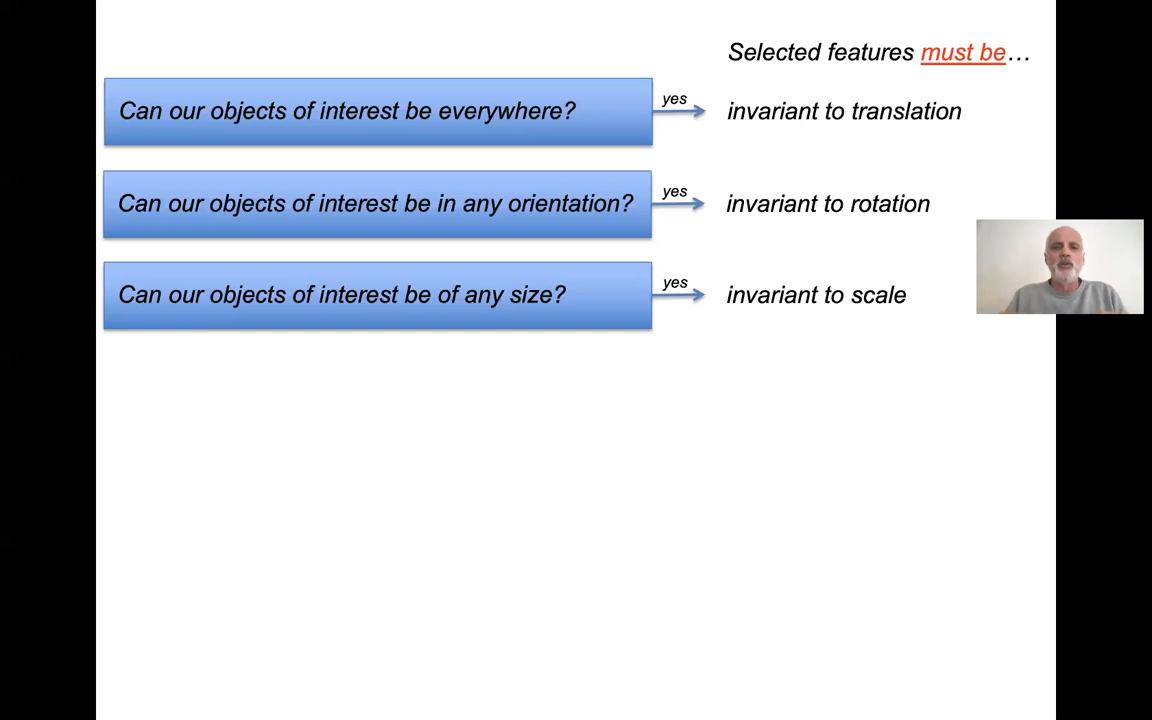 Selected features must be…
Can our objects of interest be everywhere? yes invariant to translation
Can our objects of interest be in any orientation? yes invariant to rotation
Can our objects of interest be of any size? yes invariant to scale